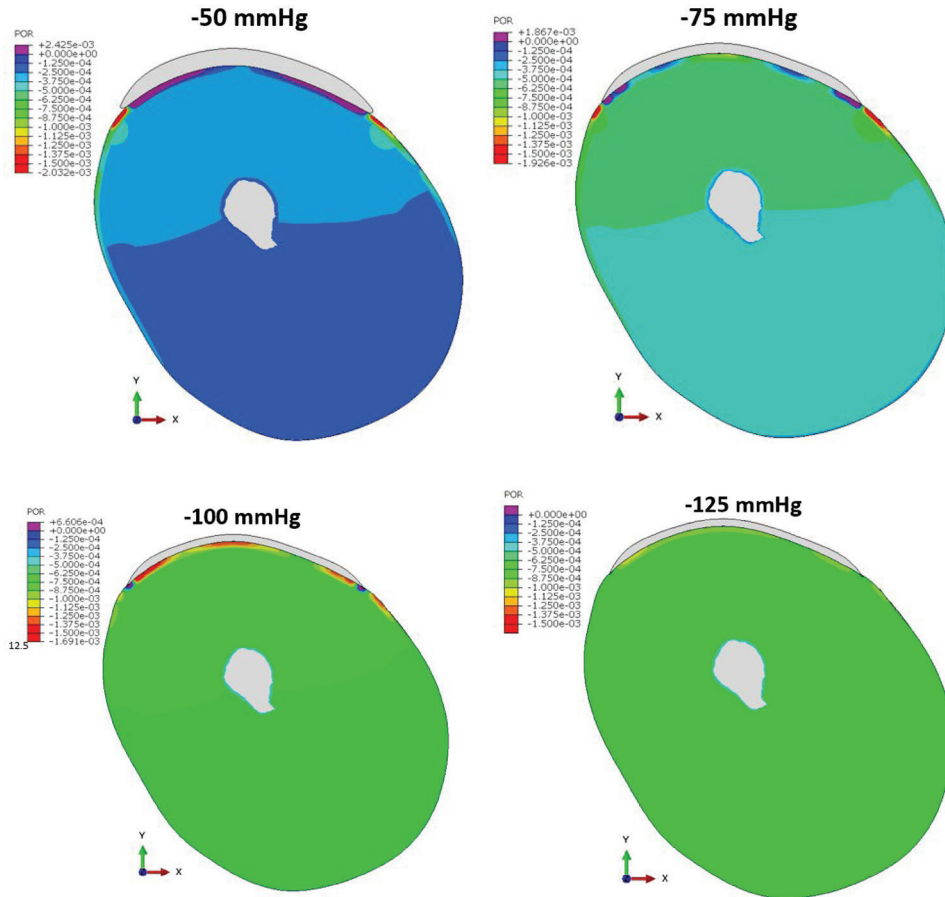 -50 mmHg
POR
+2.425e-03
+0.000e+00
-1.250e-04
-2.500e-04
-3.750e-04
-5.000e-04
-6.250e-04
-7.500e-04
-8.750e-04
-1.000e-03
-1.125e-03
-1.250e-03
-1.375e-03
-1.500e-03
-2.032e-03
Y
X
-75 mmHg
POR
+1.867e-03
+0.000e+00
-1.250e-04
-2.500e-04
-3.750e-04
-5.000e-04
-6.250e-04
-7.500e-04
-8.750e-04
-1.000e-03
-1.125e-03
-1.250e-03
-1.375e-03
-1.500e-03
-1.926e-03
Y
X
-100 mmHg
POR
+6.606e-04
+0.000e+00
-1.250e-04
-2.500e-04
-3.750e-04
-5.000e-04
-6.250e-04
-7.500e-04
-8.750e-04
-1.000e-03
-1.125e-03
-1.250e-03
-1.375e-03
-1.500e-03
-1.691e-03
12.5
Y
X
-125 mmHg
POR
+0.000e+00
-1.250e-04
-2.500e-04
-3.750e-04
-5.000e-04
-6.250e-04
-7.500e-04
-8.750e-04
-1.000e-03
-1.125e-03
-1.250e-03
-1.375e-03
-1.500e-03
Y
X